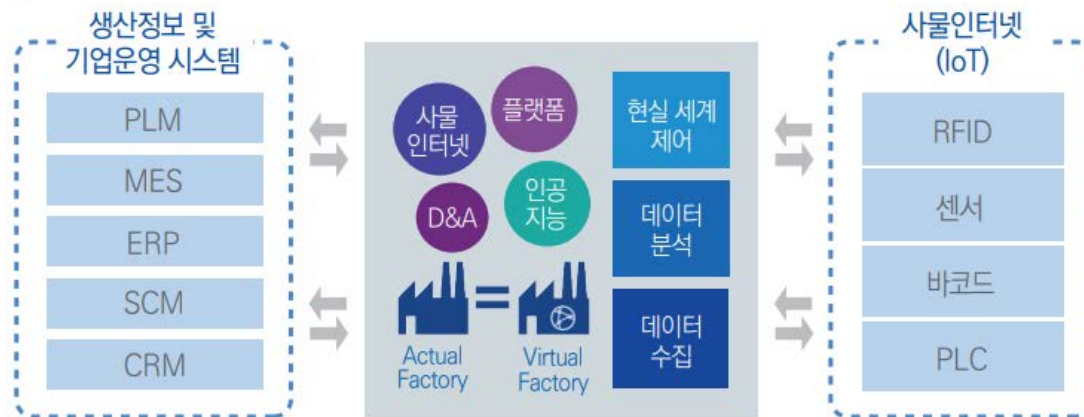 생산정보 및
기업운영 시스템
PLM
MES
ERP
SCM
CRM
사물
인터넷
플랫폼
D&A
인공
지능
Actual
Factory
=
Virtual
Factory
현실 세계
제어
데이터
분석
데이터
수집
사물인터넷
(IoT)
RFID
센서
바코드
PLC